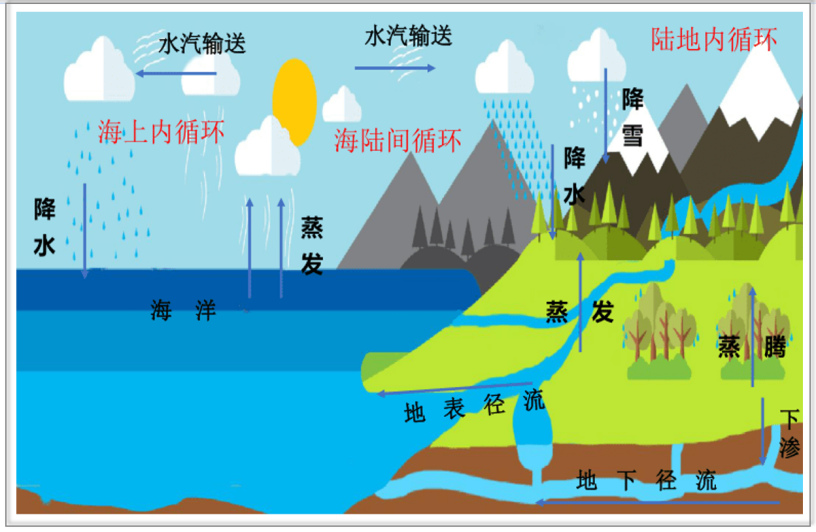 水汽输送
水汽输送
陆地内循环
海上内循环
海陆间循环
降雪
降水
降水
蒸发
海 洋
蒸 发
蒸 腾
地 表 径 流
下渗
地 下 径 流